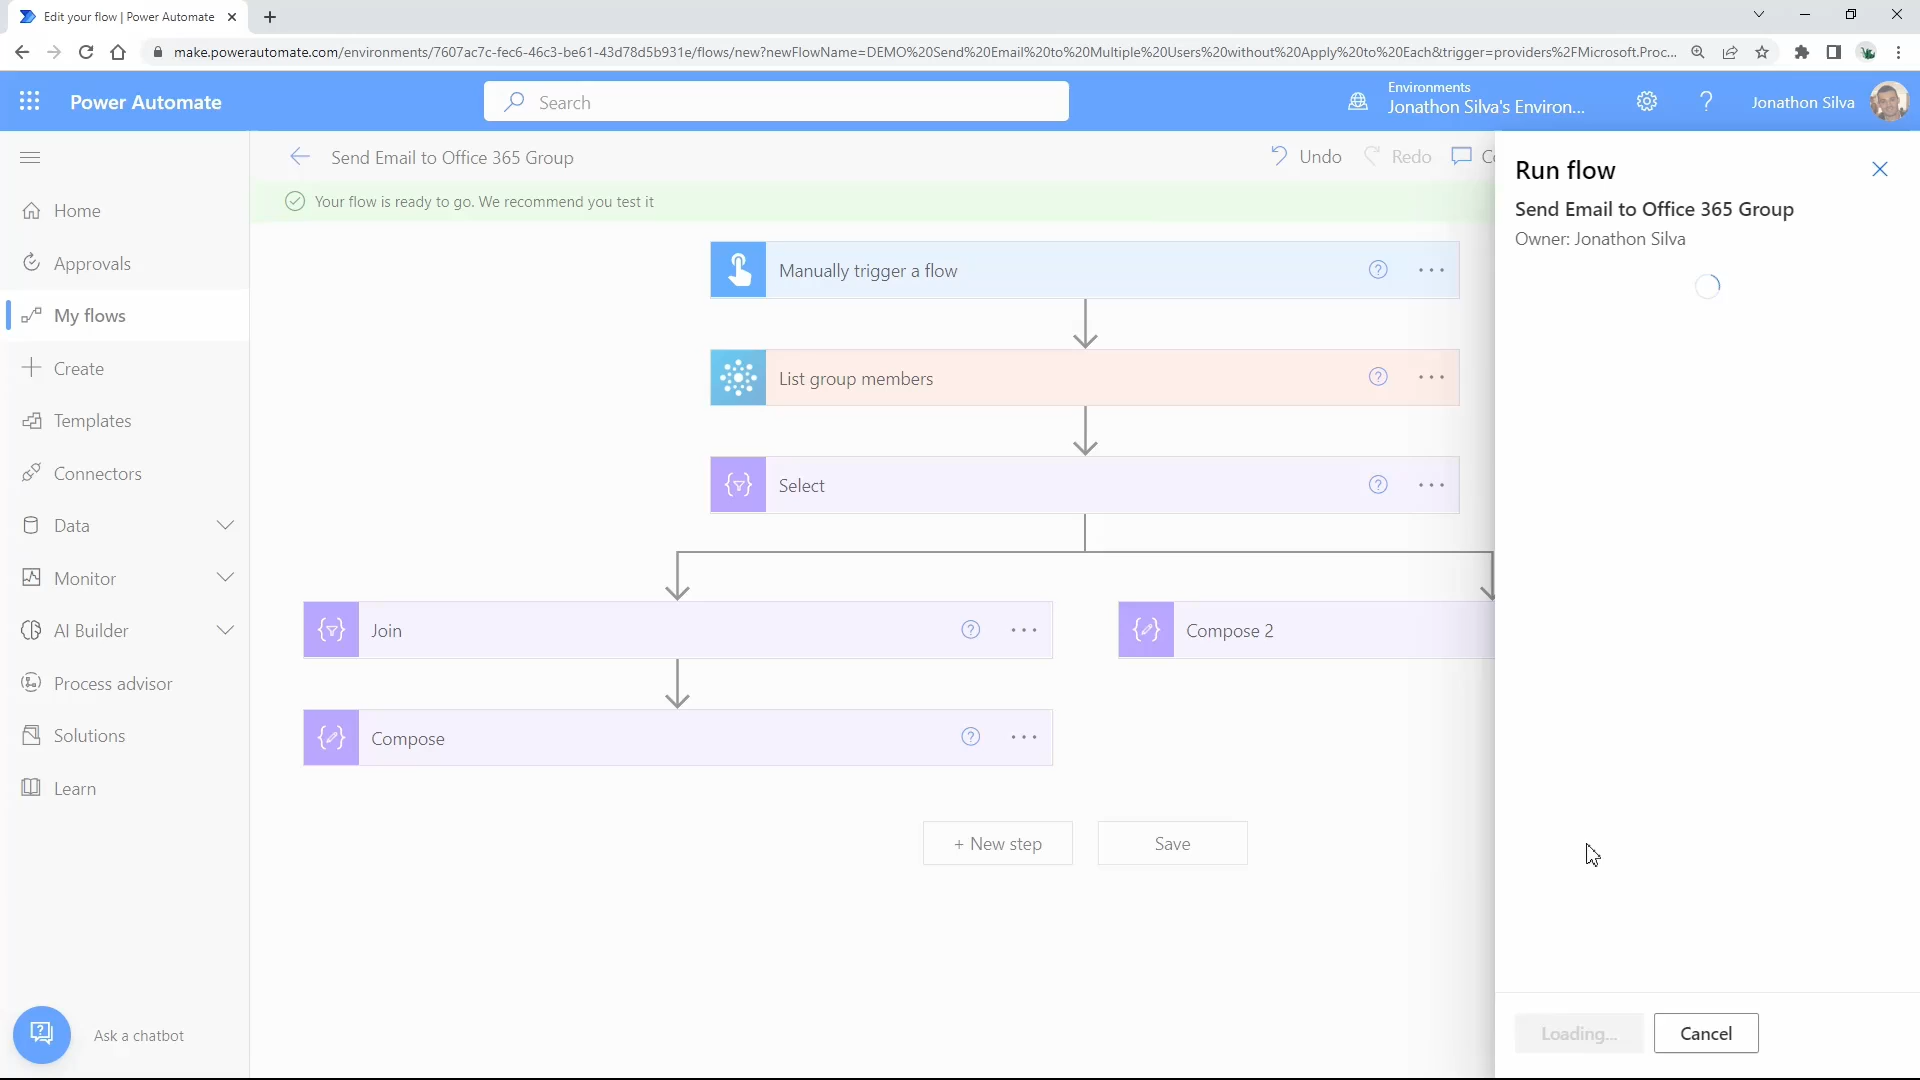 Edit your flow | Power Automate
make.powerautomate.com/environments/7607ac7c-fec6-46c3-be61-43d78d5b931e/flows/new?newFlowName=DEMO%20Send%20Email%20to%20Multiple%20Users%20without%20Apply%20to%20Each&trigger=providers%2FMicrosoft.Proc...
Power Automate
Search
Environments
Jonathon Silva's Environ...
Jonathon Silva
Send Email to Office 365 Group
Undo
Redo
Your flow is ready to go. We recommend you test it
Home
Approvals
My flows
Create
Templates
Connectors
Data
Monitor
AI Builder
Process advisor
Solutions
Learn
Ask a chatbot
Manually trigger a flow
List group members
Select
Join
Compose 2
Compose
+ New step
Save
Run flow
Send Email to Office 365 Group
Owner: Jonathon Silva
Loading...
Cancel